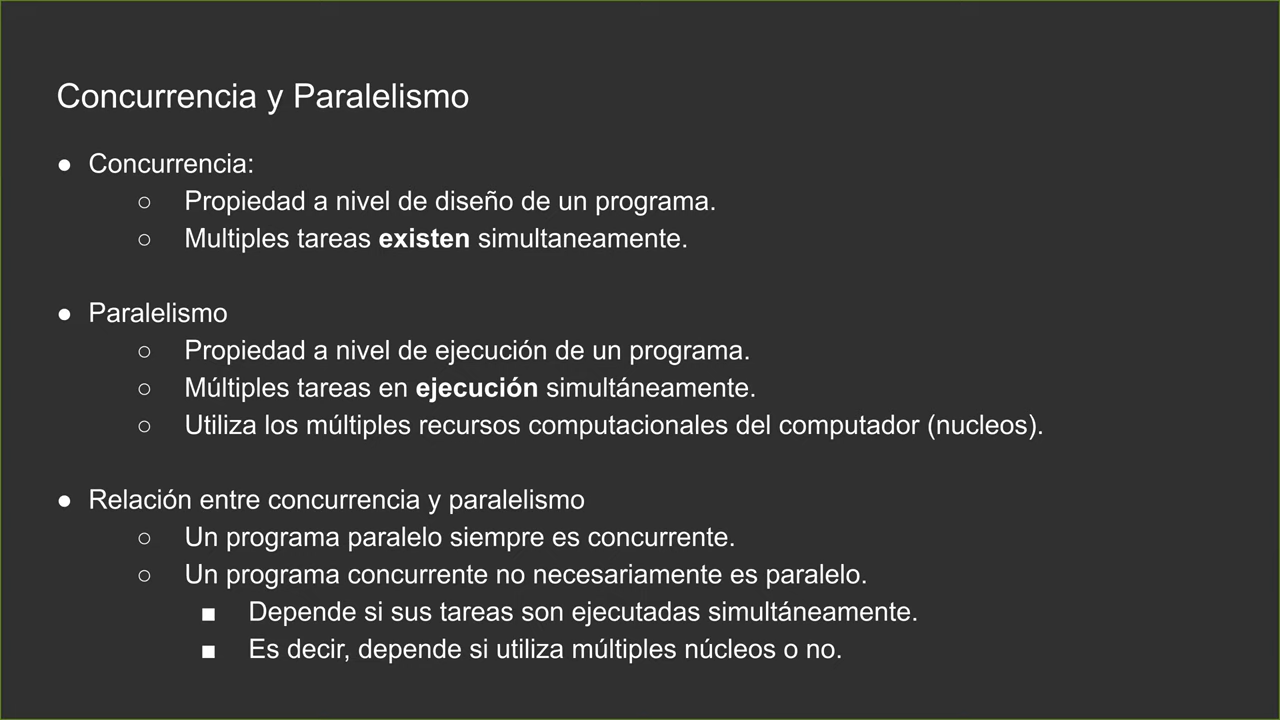 Concurrencia y Paralelismo
● Concurrencia:
○ Propiedad a nivel de diseño de un programa.
○ Multiples tareas existen simultaneamente.
● Paralelismo
○ Propiedad a nivel de ejecución de un programa.
○ Múltiples tareas en ejecución simultáneamente.
○ Utiliza los múltiples recursos computacionales del computador (nucleos).
● Relación entre concurrencia y paralelismo
○ Un programa paralelo siempre es concurrente.
○ Un programa concurrente no necesariamente es paralelo.
■ Depende si sus tareas son ejecutadas simultáneamente.
■ Es decir, depende si utiliza múltiples núcleos o no.